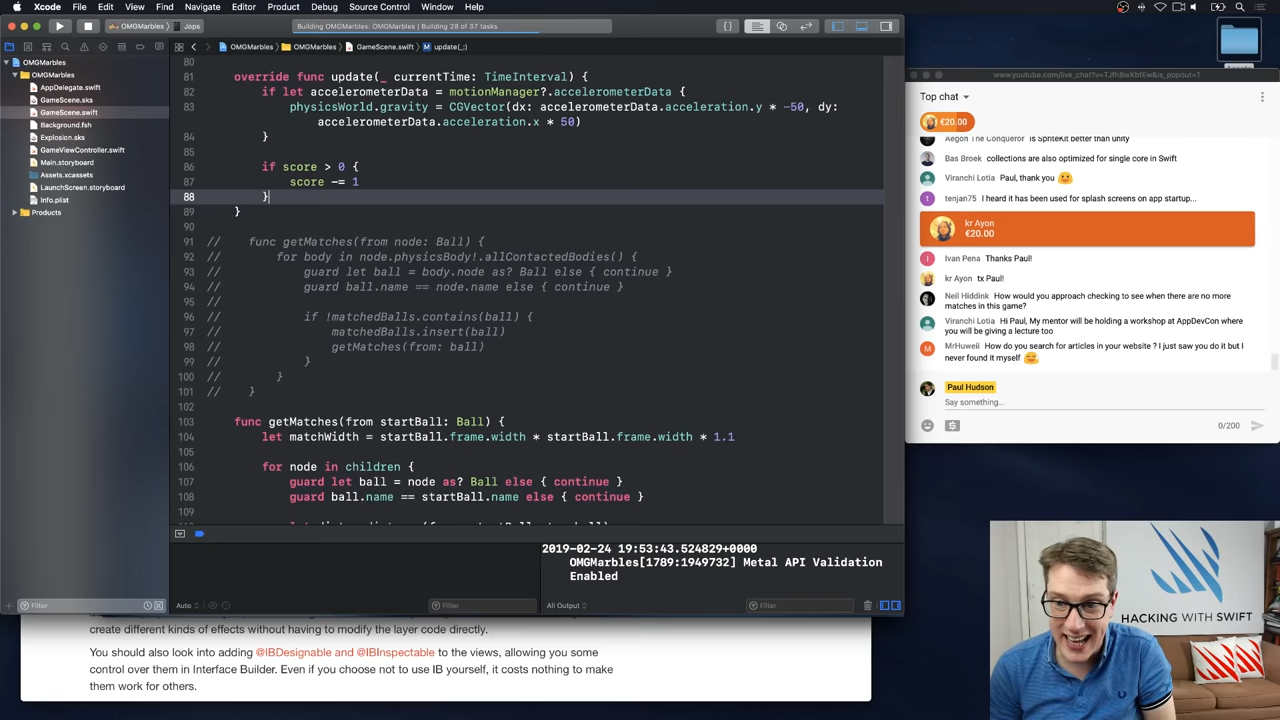 Xcode File Edit View Find Navigate Editor Product Debug Source Control Window Help
OMGMarbles Jops
Building OMGMarbles: OMGMarbles | Building 28 of 37 tasks
OMGMarbles
OMGMarbles
AppDelegate.swift
GameScene.sks
GameScene.swift
Background.fsh
Explosion.sks
GameViewController.swift
Main.storyboard
Assets.xcassets
LaunchScreen.storyboard
Info.plist
Products
Filter
OMGMarbles OMGMarbles GameScene.swift M update(_:)
80
81 override func update(_ currentTime: TimeInterval) {
82 if let accelerometerData = motionManager?.accelerometerData {
83 physicsWorld.gravity = CGVector(dx: accelerometerData.acceleration.y * -50, dy:
accelerometerData.acceleration.x * 50)
84 }
85
86 if score > 0 {
87 score -= 1
88 }
89 }
90
91 // func getMatches(from node: Ball) {
92 // for body in node.physicsBody!.allContactedBodies() {
93 // guard let ball = body.node as? Ball else { continue }
94 // guard ball.name == node.name else { continue }
95 //
96 // if !matchedBalls.contains(ball) {
97 // matchedBalls.insert(ball)
98 // getMatches(from: ball)
99 // }
100 // }
101 // }
102
103 func getMatches(from startBall: Ball) {
104 let matchWidth = startBall.frame.width * startBall.frame.width * 1.1
105
106 for node in children {
107 guard let ball = node as? Ball else { continue }
108 guard ball.name == startBall.name else { continue }
Auto
Filter
2019-02-24 19:53:43.524829+0000
OMGMarbles[1789:1949732] Metal API Validation
Enabled
All Output
Filter
create different kinds of effects without having to modify the layer code directly.
You should also look into adding @IBDesignable and @IBInspectable to the views, allowing you some
control over them in Interface Builder. Even if you choose not to use IB yourself, it costs nothing to make
them work for others.
www.youtube.com/live_chat?v=TJfhBwXbfEw&is_popout=1
Top chat
€20.00
Aegon The Conqueror is SpriteKit better than unity
Bas Broek collections are also optimized for single core in Swift
Viranchi Lotia Paul, thank you
t tenjan75 I heard it has been used for splash screens on app startup...
kr Ayon
€20.00
I Ivan Pena Thanks Paul!
kr Ayon tx Paul!
Neil Hiddink How would you approach checking to see when there are no more
matches in this game?
Viranchi Lotia Hi Paul, My mentor will be holding a workshop at AppDevCon where
you will be giving a lecture too
M MrHuweii How do you search for articles in your website ? I just saw you do it but I
never found it myself
Paul Hudson
Say something...
0/200
HACKING WITH SWIFT